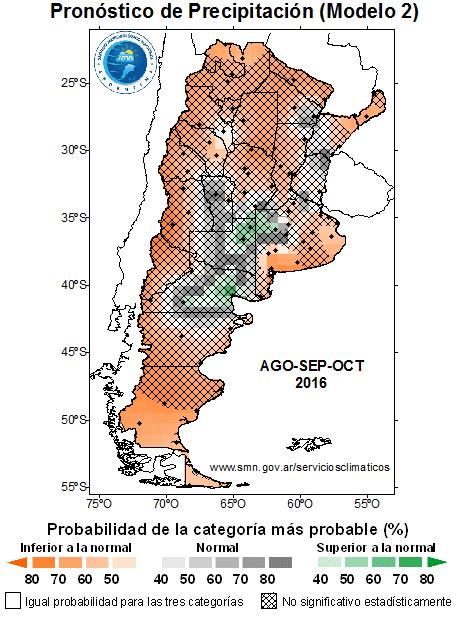 Pronóstico de Precipitación (Modelo 2)
smn
ARGENTINA
25°S
30°S
35°S
40°S
45°S
50°S
55°S
AGO-SEP-OCT
2016
www.smn.gov.ar/serviciosclimaticos
75°O 70°O 65°O 60°O 55°O
Probabilidad de la categoría más probable (%)
Inferior a la normal Normal Superior a la normal
80 70 60 50 40 50 60 70 40 50 60 70 80
Igual probabilidad para las tres categorías No significativo estadísticamente